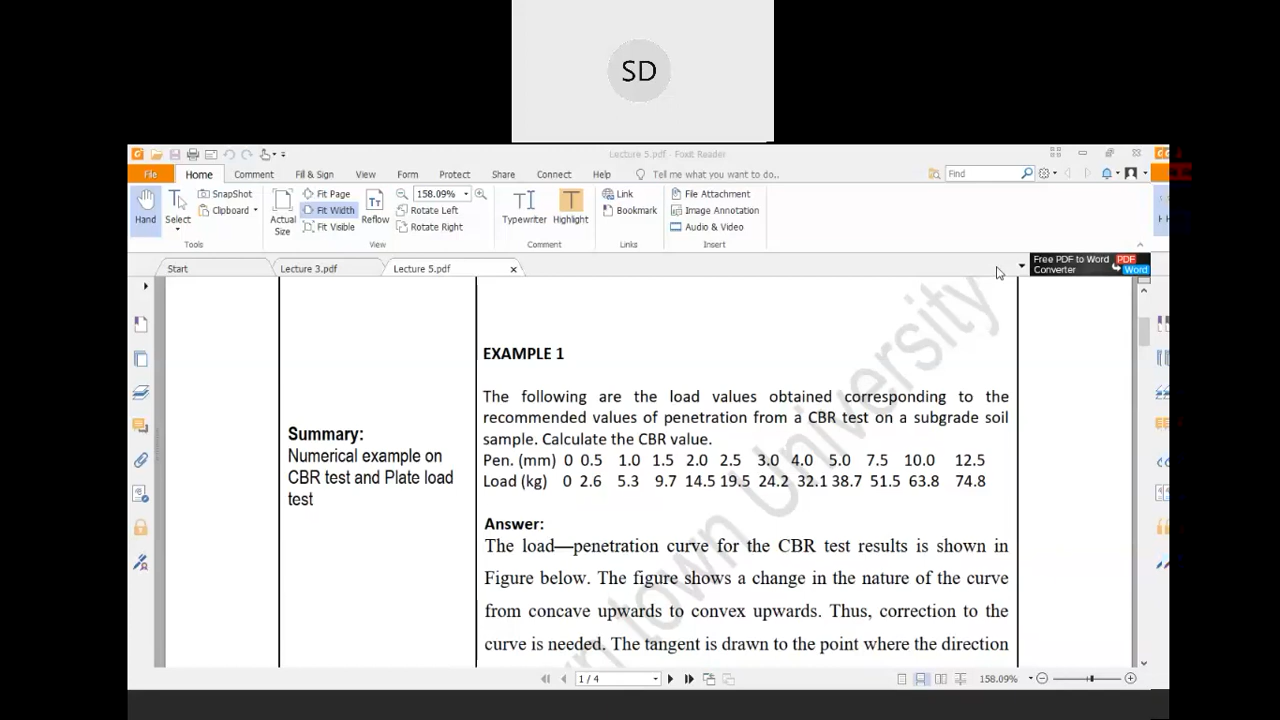 SD
Lecture 5.pdf - Foxit Reader
File Home Comment View Form Fill & Sign Protect Share Connect Help Tell me what you want to do.. Find
Hand
Select
SnapShot
Clipboard
Tools
Actual Size
Fit Page
Fit Width
Fit Visible
Reflow
158.09%
Rotate Left
Rotate Right
View
Typewriter
Highlight
Comment
Link
Bookmark
Links
File Attachment
Image Annotation
Audio & Video
Insert
Start Lecture 3.pdf Lecture 5.pdf
Free PDF to Word
Converter
PDF
Word
EXAMPLE 1
The following are the load values obtained corresponding to the
recommended values of penetration from a CBR test on a subgrade soil
sample. Calculate the CBR value.
Pen. (mm) 0 0.5 1.0 1.5 2.0 2.5 3.0 4.0 5.0 7.5 10.0 12.5
Load (kg) 0 2.6 5.3 9.7 14.5 19.5 24.2 32.1 38.7 51.5 63.8 74.8
Summary:
Numerical example on
CBR test and Plate load
test
Answer:
The load—penetration curve for the CBR test results is shown in
Figure below. The figure shows a change in the nature of the curve
from concave upwards to convex upwards. Thus, correction to the
curve is needed. The tangent is drawn to the point where the direction
town University
1 / 4
158.09%